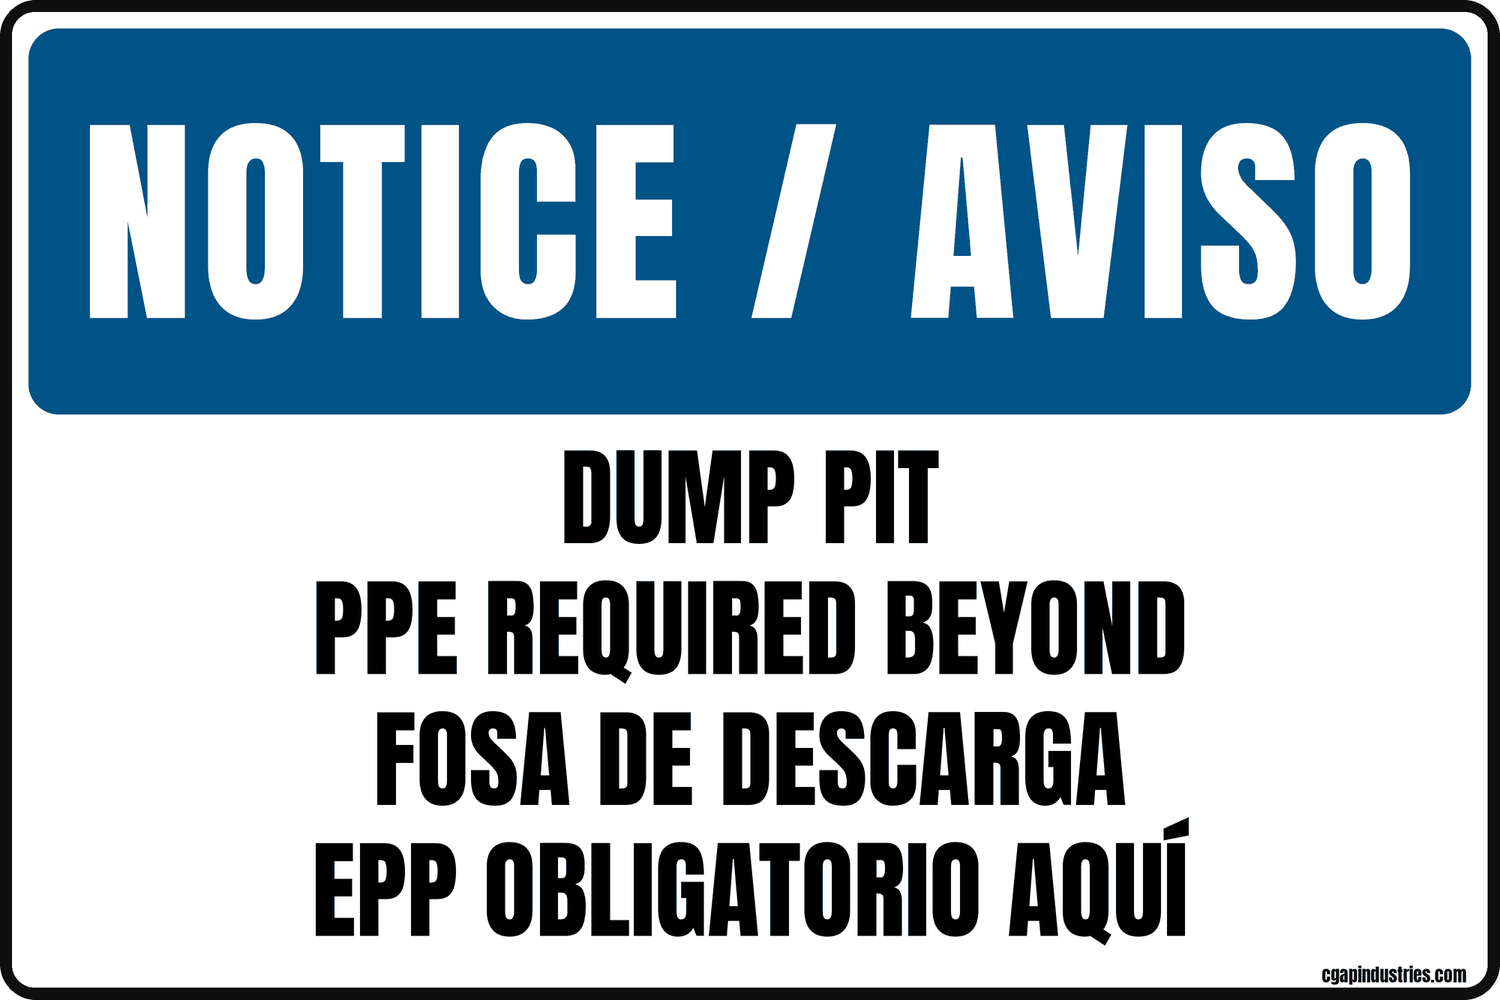 NOTICE / AVISO
DUMP PIT
PPE REQUIRED BEYOND
FOSA DE DESCARGA
EPP OBLIGATORIO AQUÍ
cgapindustries.com